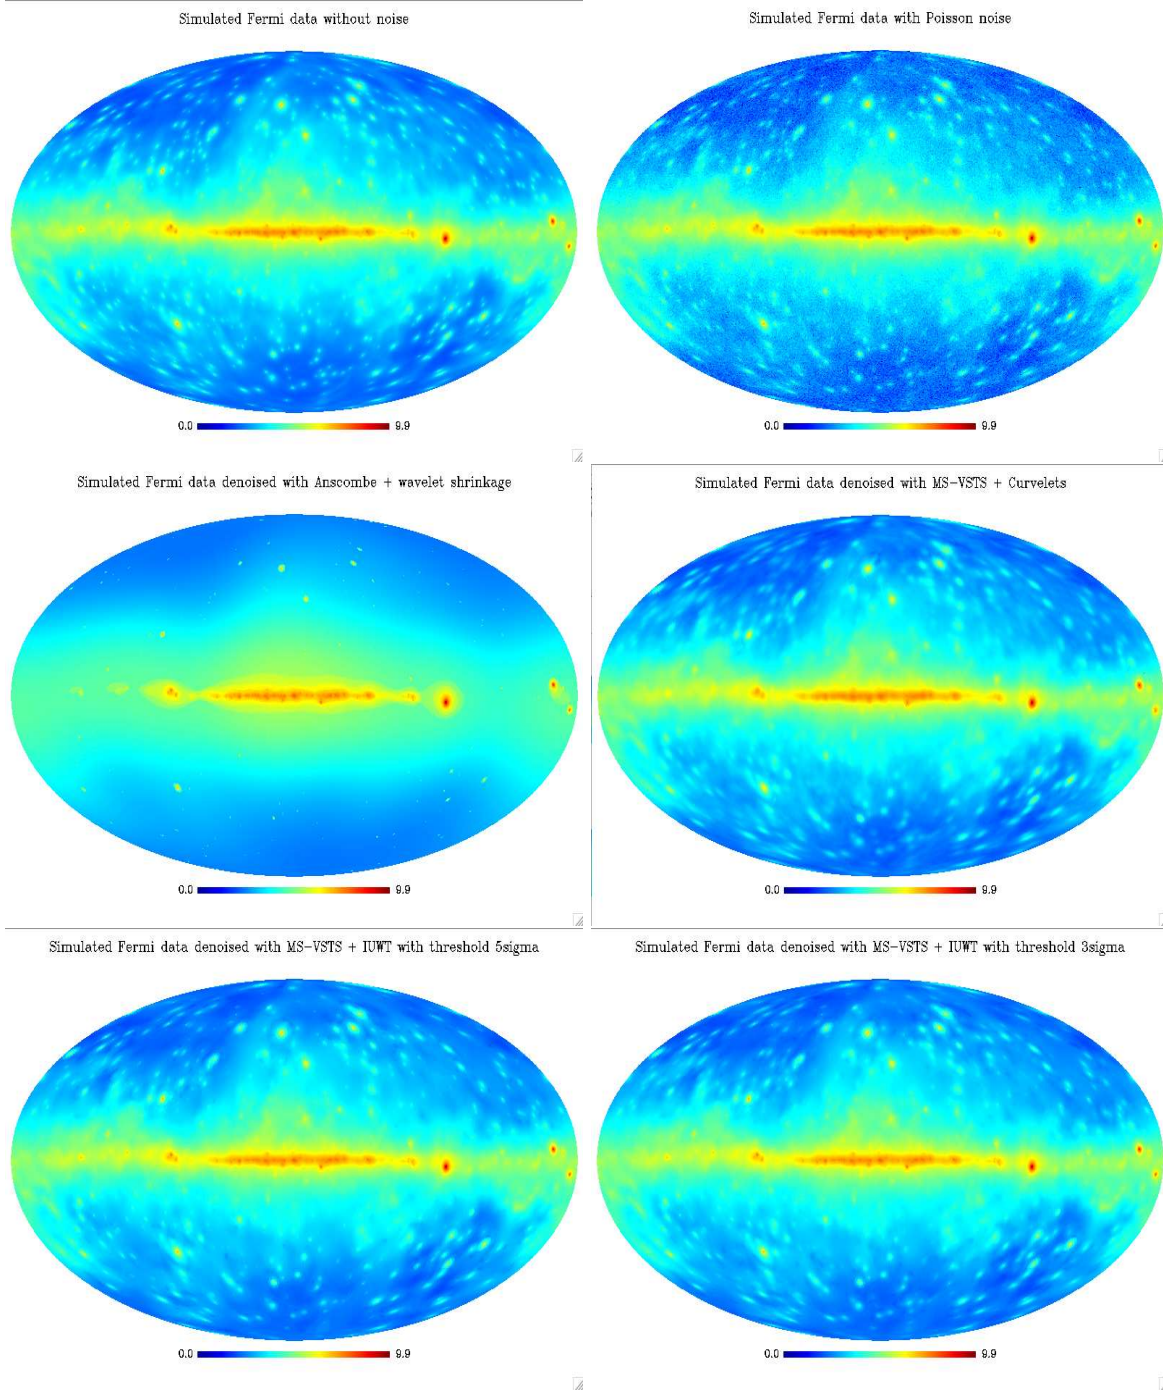 Simulated Fermi data without noise
Simulated Fermi data with Poisson noise
0.0 9.9
0.0 9.9
Simulated Fermi data denoised with Anscombe + wavelet shrinkage
Simulated Fermi data denoised with MS-VSTS + Curvelets
0.0 9.9
0.0 9.9
Simulated Fermi data denoised with MS-VSTS + IUWT with threshold 5sigma
Simulated Fermi data denoised with MS-VSTS + IUWT with threshold 3sigma
0.0 9.9
0.0 9.9